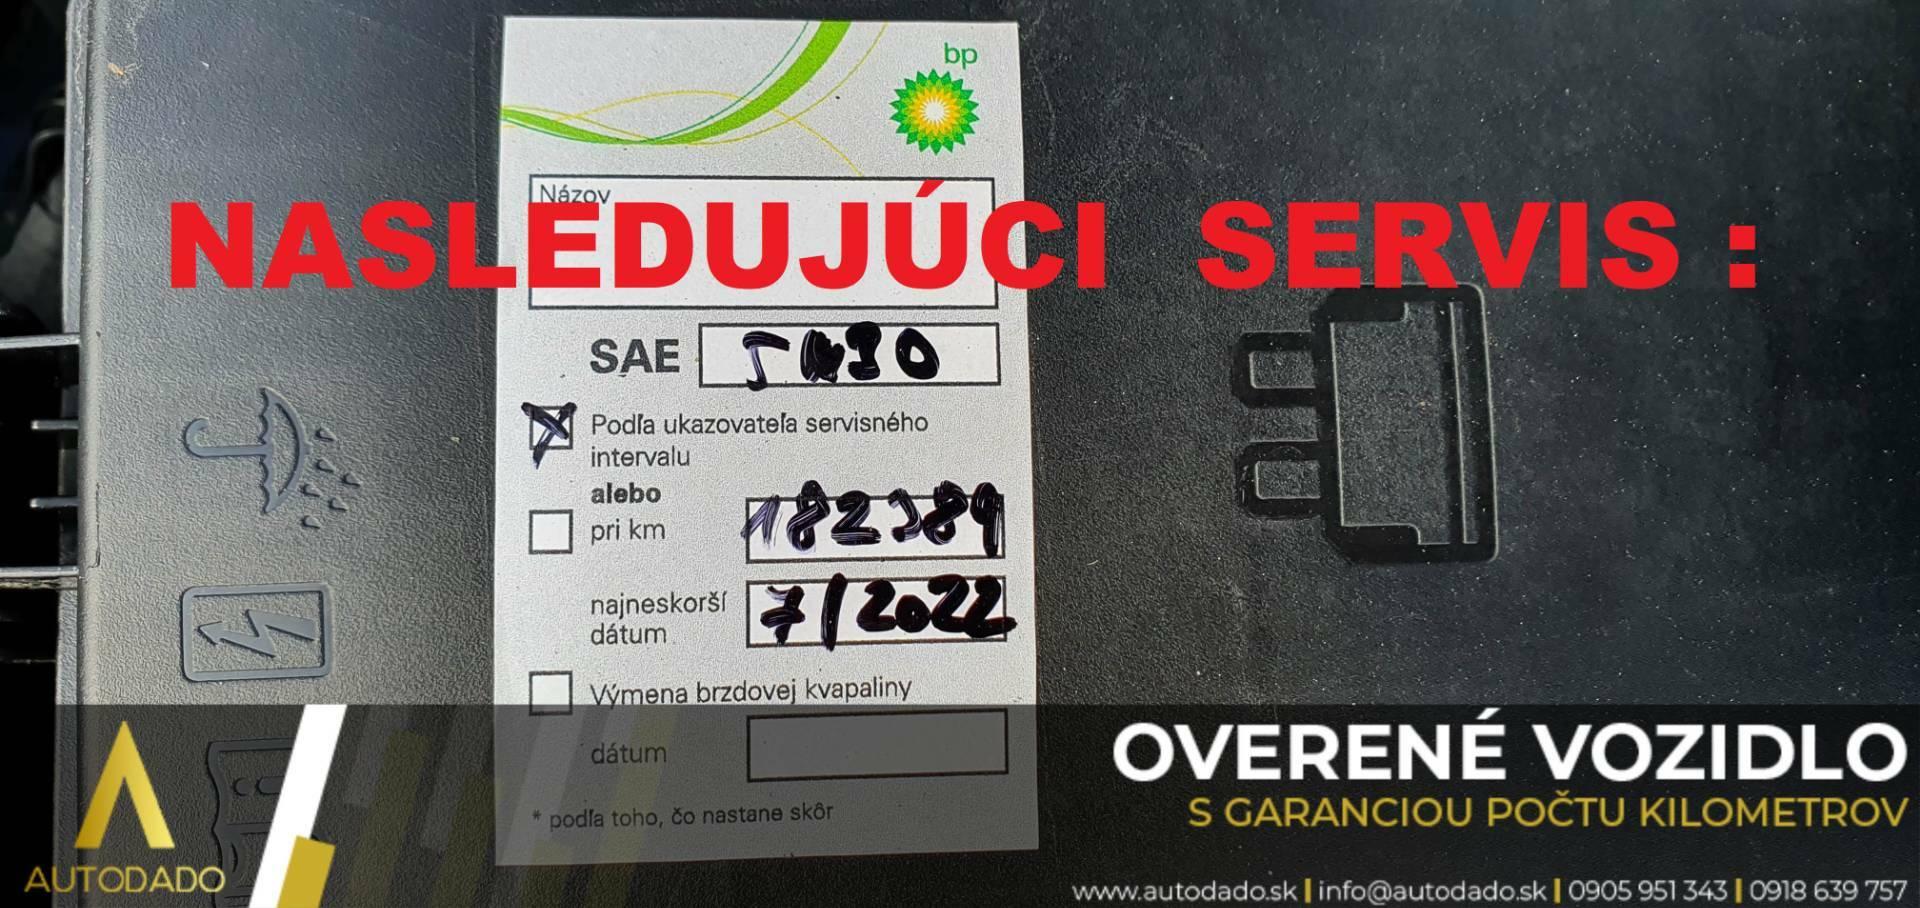 bp
Názov
NASLEDUJÚCI SERVIS :
SAE 5W30
Podľa ukazovateľa servisného
intervalu
alebo
pri km 182389
najneskorší
dátum 7/2022
Výmena brzdovej kvapaliny
dátum
* podľa toho, čo nastane skôr
AUTODADO
OVERENÉ VOZIDLO
S GARANCIOU POČTU KILOMETROV
www.autodado.sk | info@autodado.sk | 0905 951 343 | 0918 639 757